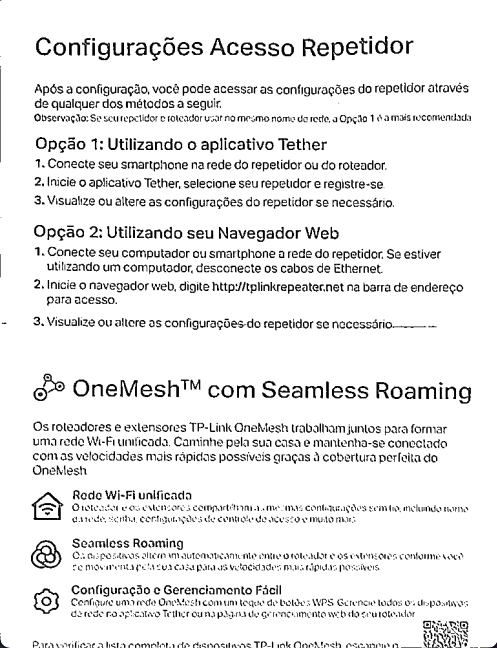 Configurações Acesso Repetidor
Após a configuração, você pode acessar as configurações do repetidor através
de qualquer dos métodos a seguir.
Observação: Se seu repetidor e roteador usar no mesmo nome de rede, a Opção 1 é a mais recomendada
Opção 1: Utilizando o aplicativo Tether
1. Conecte seu smartphone na rede do repetidor ou do roteador.
2. Inicie o aplicativo Tether, selecione seu repetidor e registre-se.
3. Visualize ou altere as configurações do repetidor se necessário.
Opção 2: Utilizando seu Navegador Web
1. Conecte seu computador ou smartphone a rede do repetidor. Se estiver
utilizando um computador, desconecte os cabos de Ethernet.
2. Inicie o navegador web, digite http://tplinkrepeater.net na barra de endereço
para acesso.
3. Visualize ou altere as configurações do repetidor se necessário.
OneMesh™ com Seamless Roaming
Os roteadores e extensores TP-Link OneMesh trabalham juntos para formar
uma rede Wi-Fi unificada. Caminhe pela sua casa e mantenha-se conectado
com as velocidades mais rápidas possíveis graças à cobertura perfeita do
OneMesh
Rede Wi-Fi unificada
O roteador e os extensores compartilham as mesmas configurações sem fio, incluindo nome
da rede, senha, configurações de controle de acesso e muito mais.
Seamless Roaming
Os dispositivos alternam automaticamente entre o roteador e os extensores conforme você
se movimenta pela sua casa para as velocidades mais rápidas possíveis
Configuração e Gerenciamento Fácil
Configure uma rede OneMesh com um toque de botões WPS. Gerencie todos os dispositivos
da rede no aplicativo Tether ou na página de gerenciamento web do seu roteador
Para verificar a lista completa de dispositivos TP-Link OneMesh, escaneie o